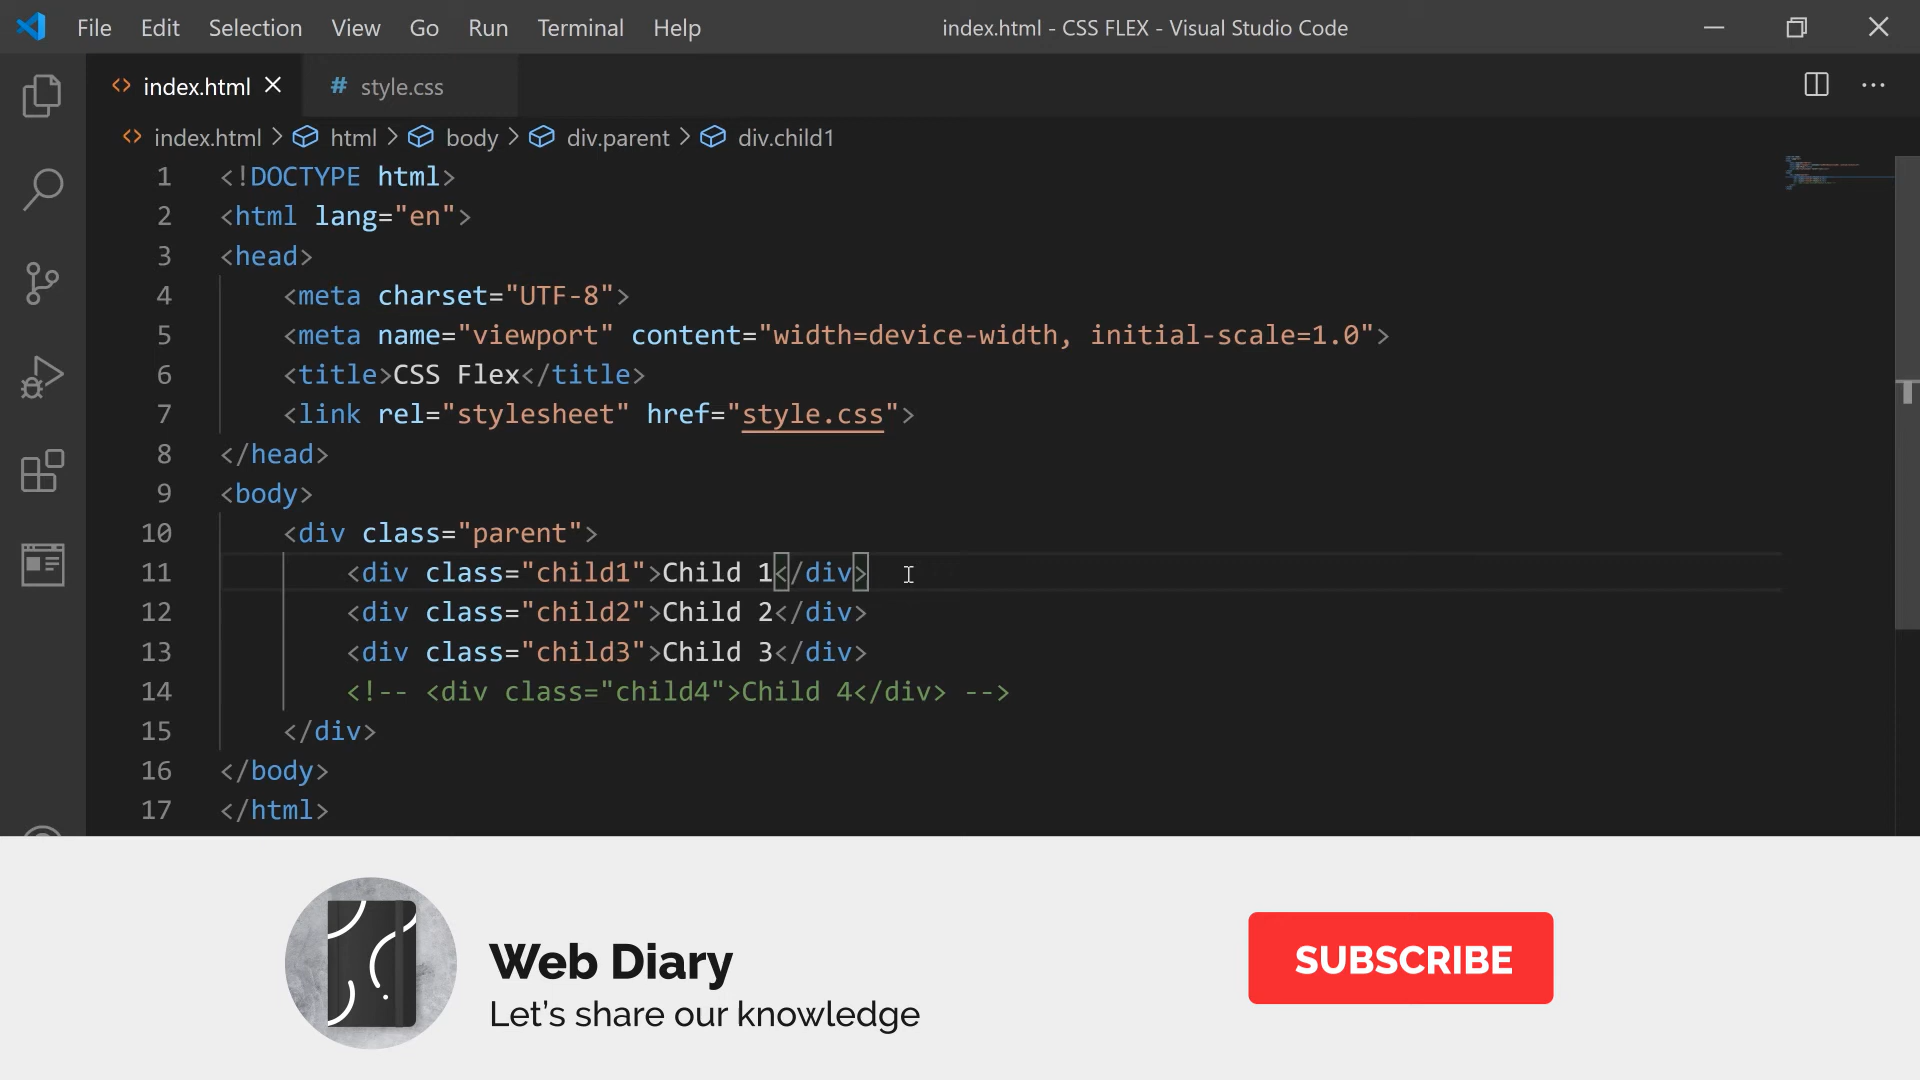 File Edit Selection View Go Run Terminal Help index.html - CSS FLEX - Visual Studio Code
index.html # style.css
index.html > html > body > div.parent > div.child1
1 <!DOCTYPE html>
2 <html lang="en">
3 <head>
4 <meta charset="UTF-8">
5 <meta name="viewport" content="width=device-width, initial-scale=1.0">
6 <title>CSS Flex</title>
7 <link rel="stylesheet" href="style.css">
8 </head>
9 <body>
10 <div class="parent">
11 <div class="child1">Child 1</div>
12 <div class="child2">Child 2</div>
13 <div class="child3">Child 3</div>
14 <!-- <div class="child4">Child 4</div> -->
15 </div>
16 </body>
17 </html>
Web Diary
Let's share our knowledge
SUBSCRIBE